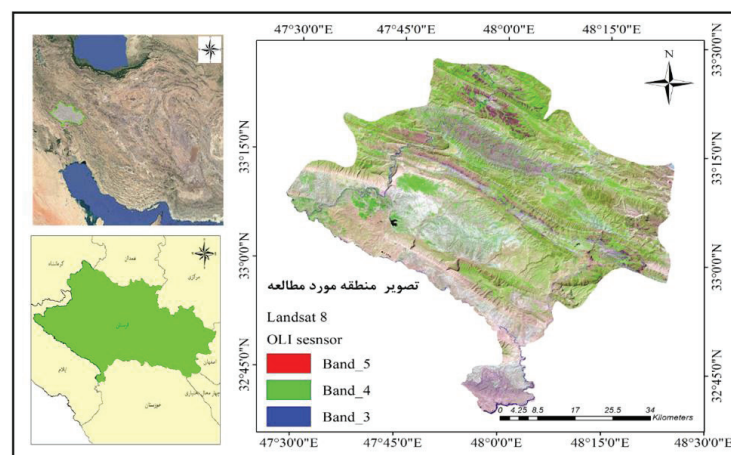 47°30'0"E 47°45'0"E 48°0'0"E 48°15'0"E
33°30'0"N
33°15'0"N
33°0'0"N
32°45'0"N
33°15'0"N
33°0'0"N
32°45'0"N
N
تصویر منطقه مورد مطالعه
Landsat 8
OLI sesnsor
Band_5
Band_4
Band_3
0 4.25 8.5 17 25.5 34
Kilometers
47°30'0"E 47°45'0"E 48°0'0"E 48°15'0"E 48°30'0"E
همدان
کرمانشاه
مرکزی
لرستان
اصفهان
ایلام
خوزستان